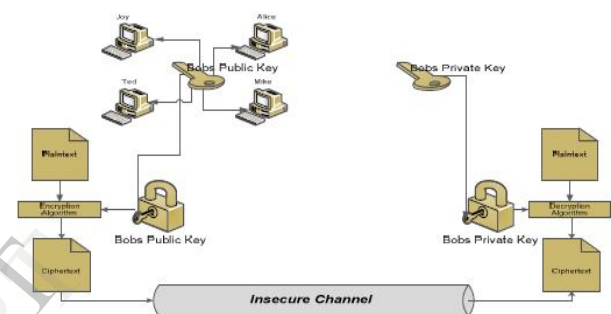 Joy
Alice
Bobs Public Key
Bobs Private Key
Ted
Mike
Plaintext
Plaintext
Encryption
Algorithm
Decryption
Algorithm
Bobs Public Key
Bobs Private Key
Ciphertext
Ciphertext
Insecure Channel